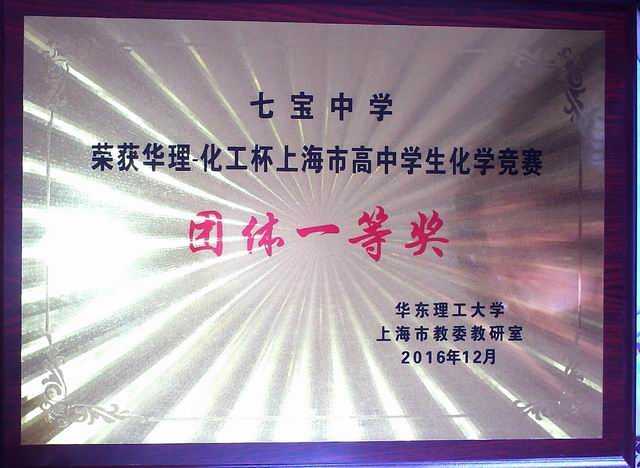 七宝中学
荣获华理-化工杯上海市高中学生化学竞赛
团体一等奖
华东理工大学
上海市教委教研室
2016年12月